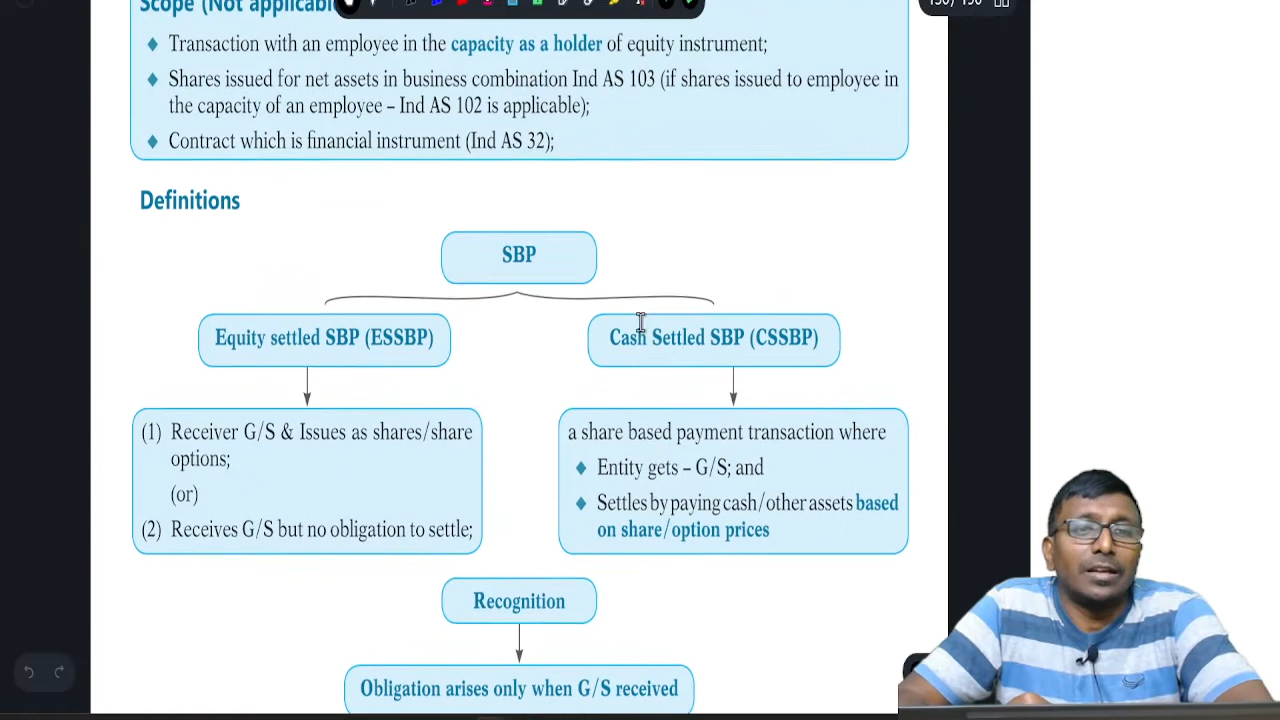 Scope (Not applicabl
◆ Transaction with an employee in the capacity as a holder of equity instrument;
◆ Shares issued for net assets in business combination Ind AS 103 (if shares issued to employee in
the capacity of an employee – Ind AS 102 is applicable);
◆ Contract which is financial instrument (Ind AS 32);
Definitions
SBP
Equity settled SBP (ESSBP)
Cash Settled SBP (CSSBP)
(1) Receiver G/S & Issues as shares/share
options;
(or)
(2) Receives G/S but no obligation to settle;
a share based payment transaction where
◆ Entity gets – G/S; and
◆ Settles by paying cash/other assets based
on share/option prices
Recognition
Obligation arises only when G/S received